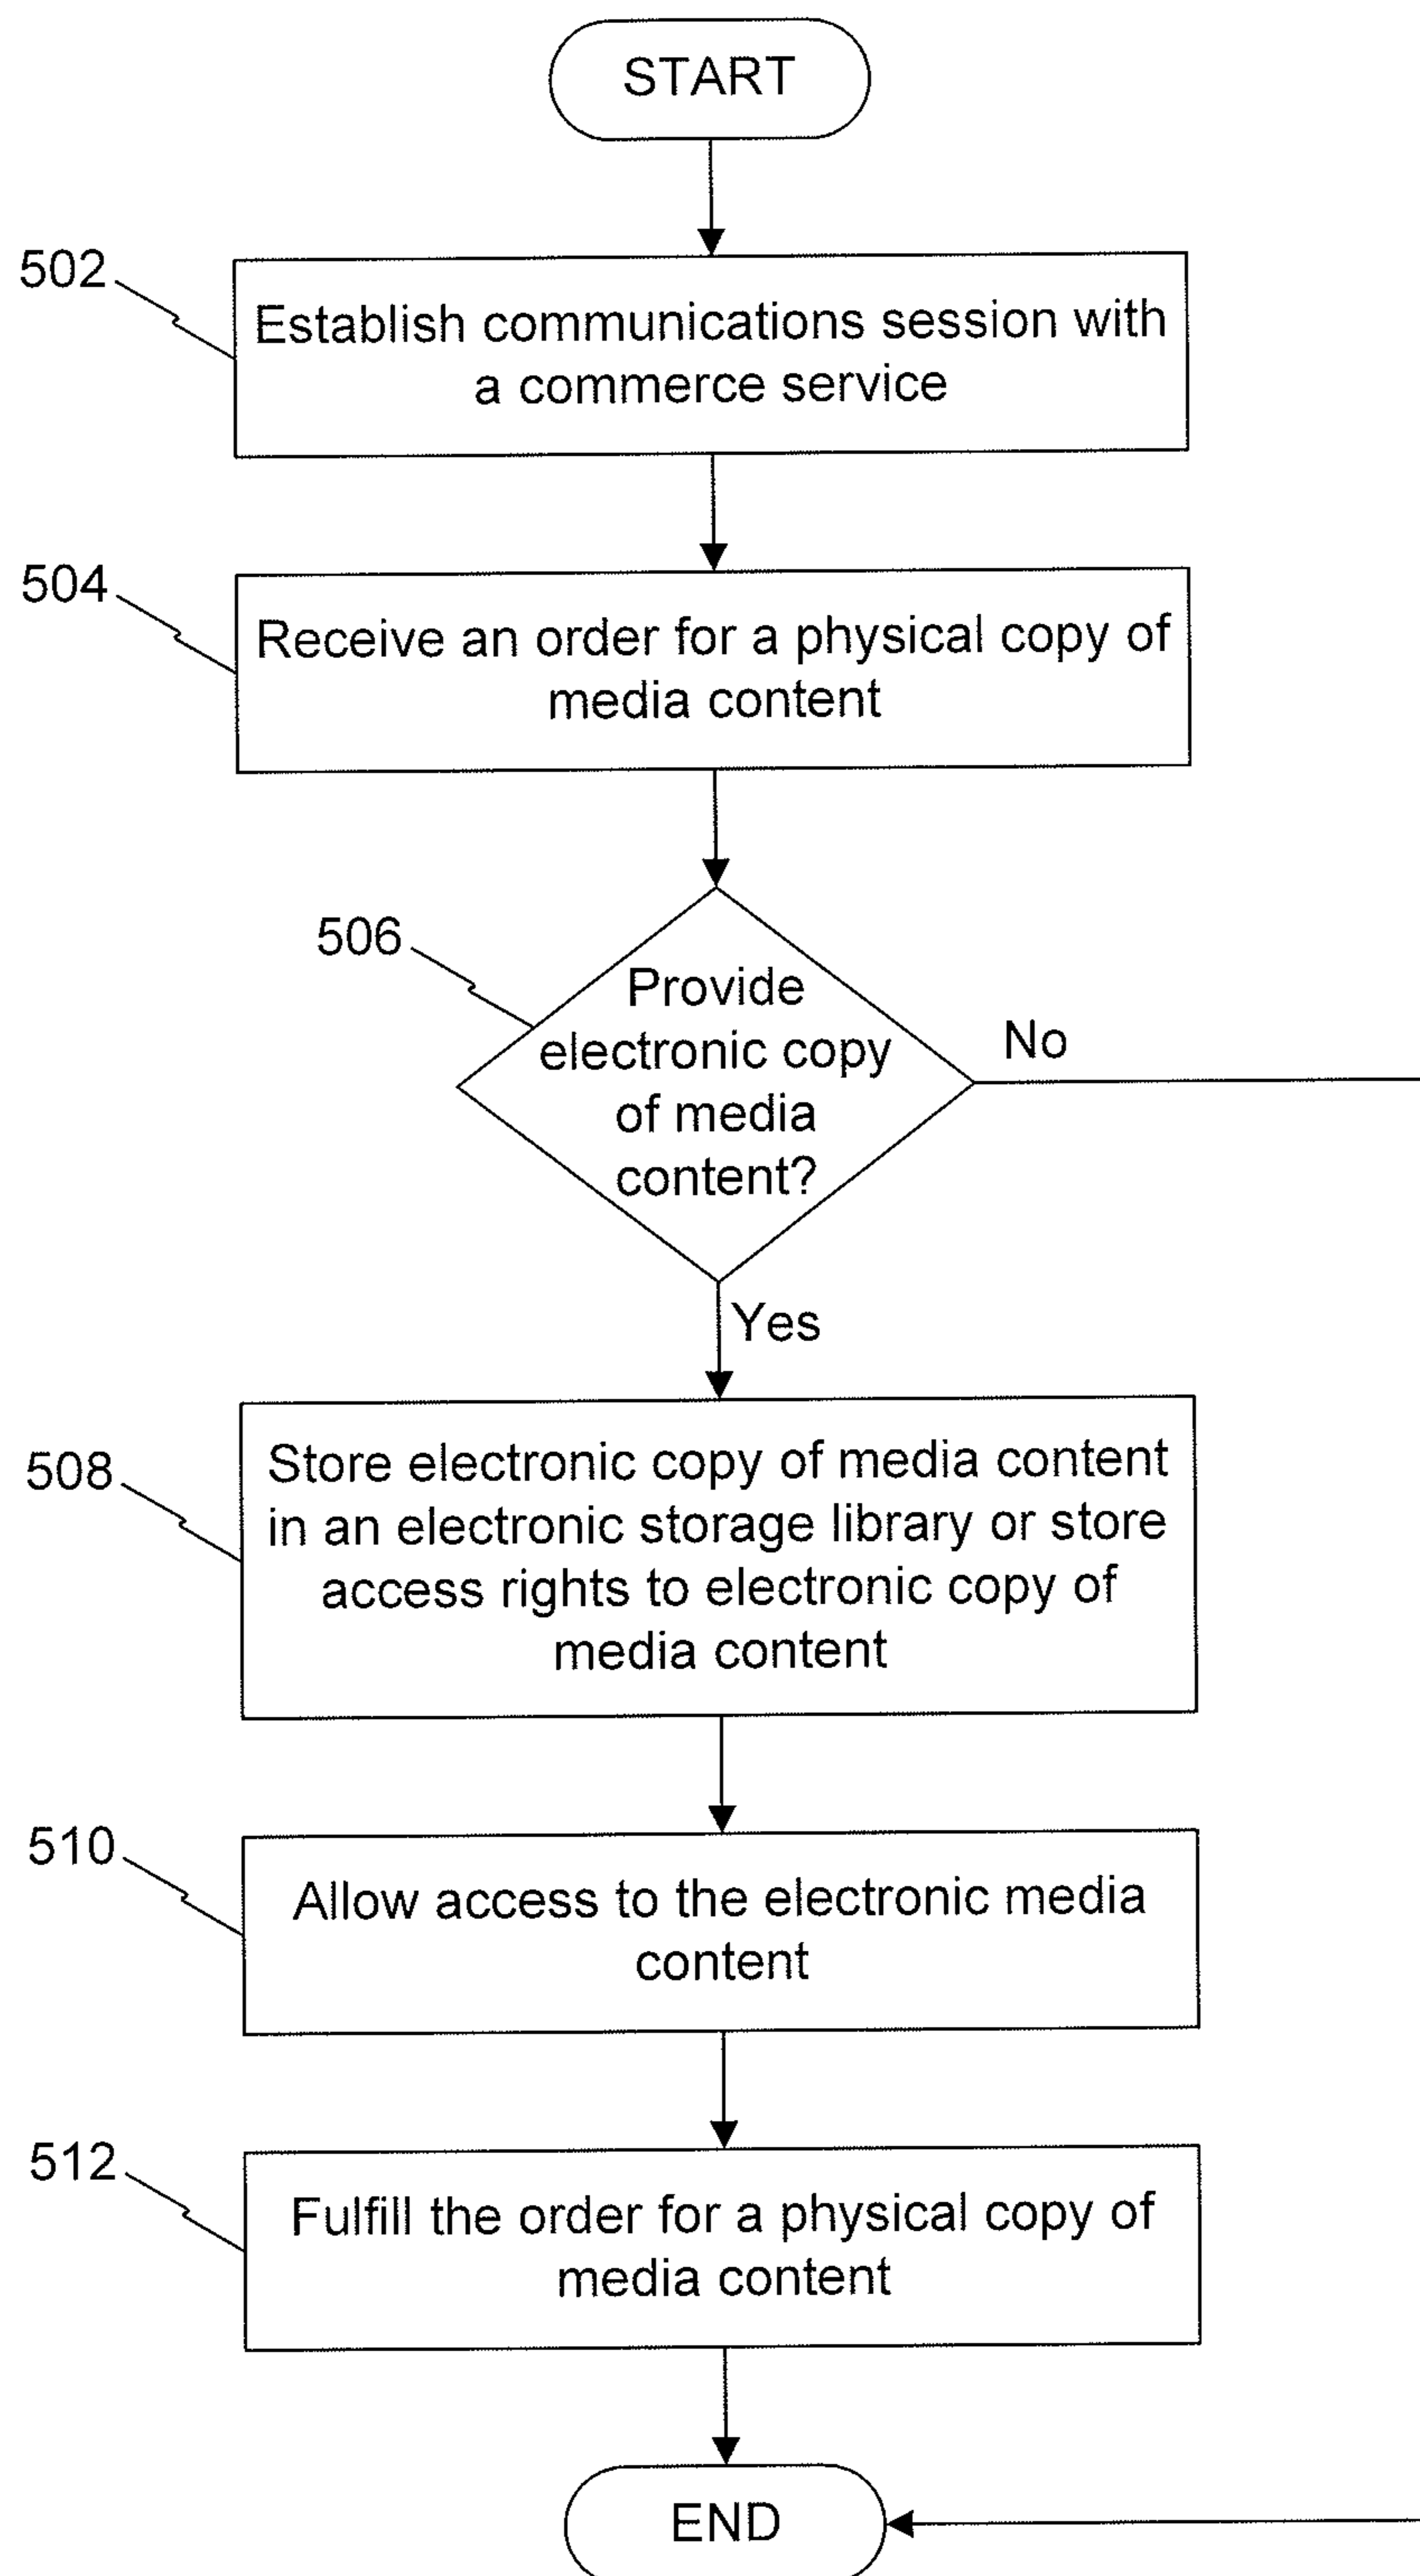 START
502
Establish communications session with
a commerce service
504
Receive an order for a physical copy of
media content
506
Provide
electronic copy
of media
content?
No
Yes
508
Store electronic copy of media content
in an electronic storage library or store
access rights to electronic copy of
media content
510
Allow access to the electronic media
content
512
Fulfill the order for a physical copy of
media content
END